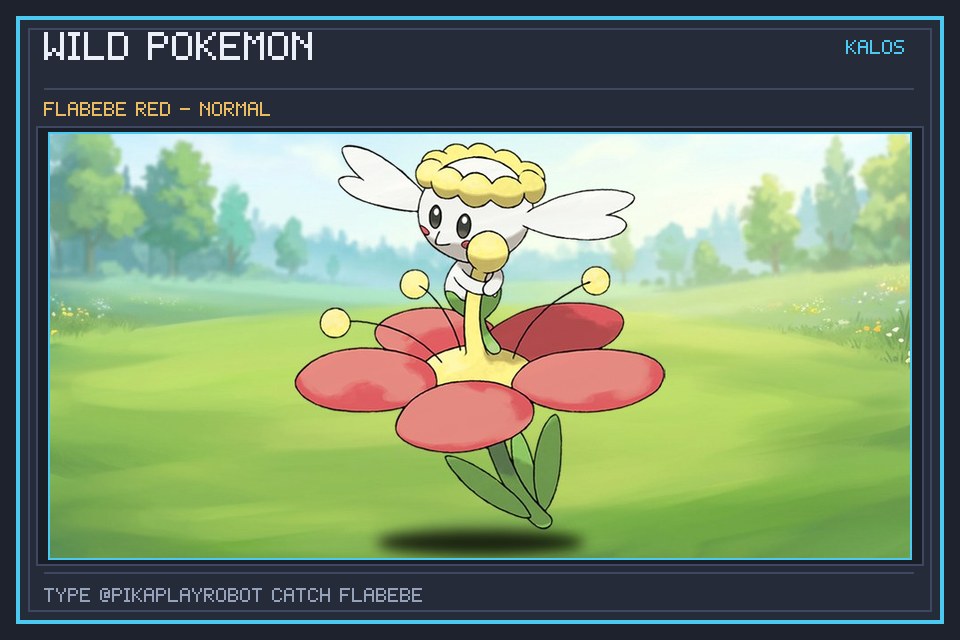 WILD POKEMON
KALOS
FLABEBE RED - NORMAL
TYPE @PIKAPLAYROBOT CATCH FLABEBE